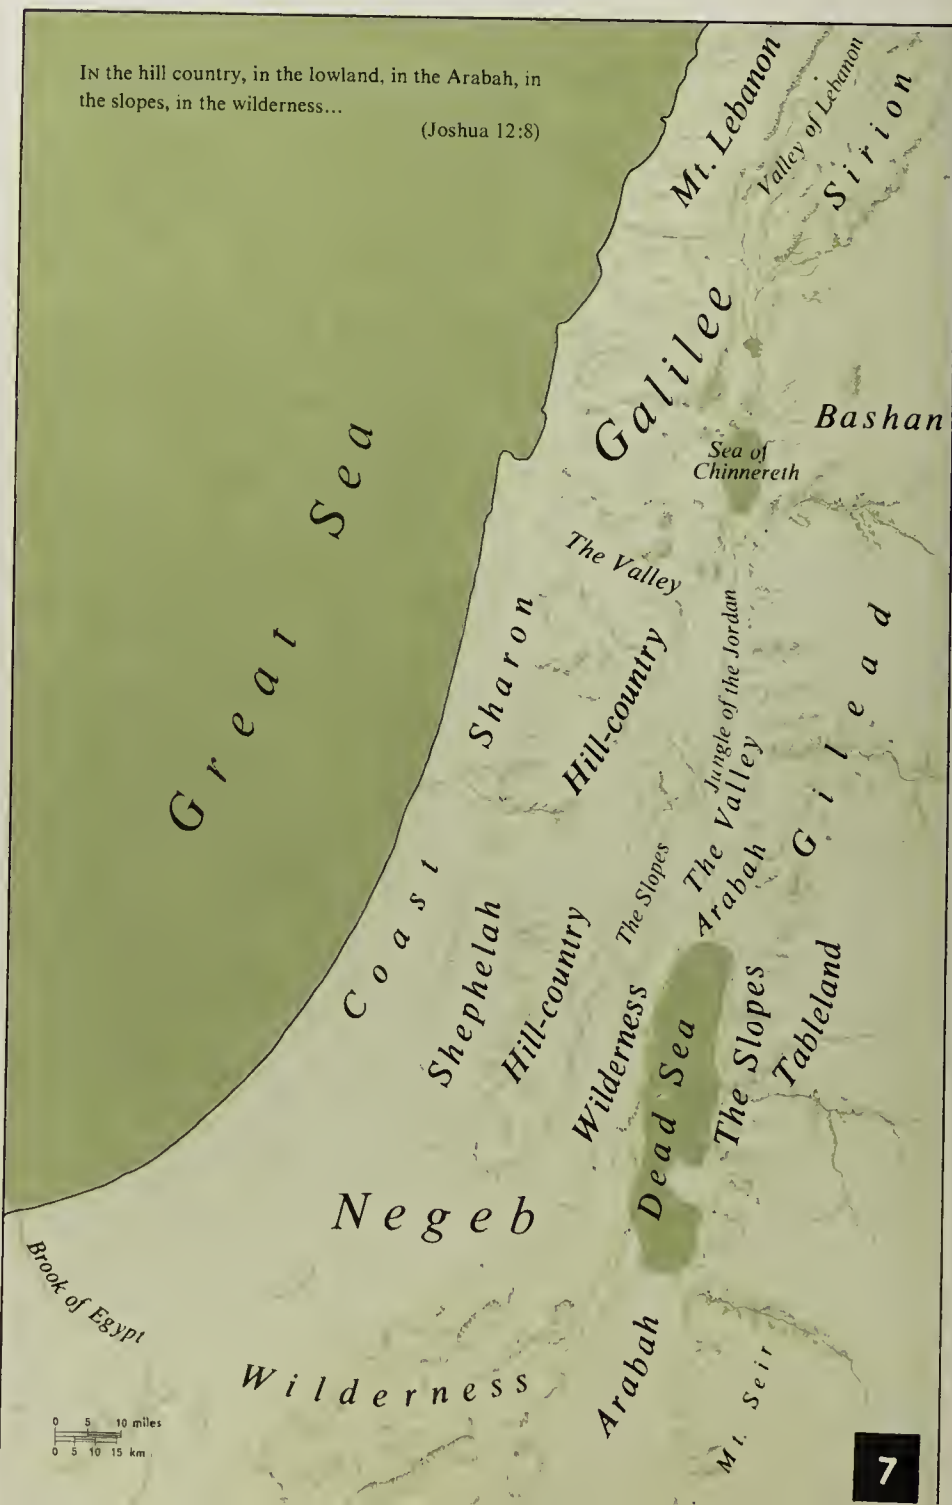 IN the hill country, in the lowland, in the Arabah, in
the slopes, in the wilderness...
(Joshua 12:8)
Mt. Lebanon
Valley of Lebanon
Sirion
Galilee
Bashan
Sea of
Chinnereth
Great Sea
The Valley
Sharon
Hill-country
Jungle of the Jordan
The Valley
Arabah
Gilead
Coast
Shephelah
Hill-country
The Slopes
Wilderness
Dead Sea
The Slopes
Tableland
Negeb
Brook of Egypt
Wilderness
Arabah
Mt. Seir
0 5 10 miles
0 5 10 15 km.
7